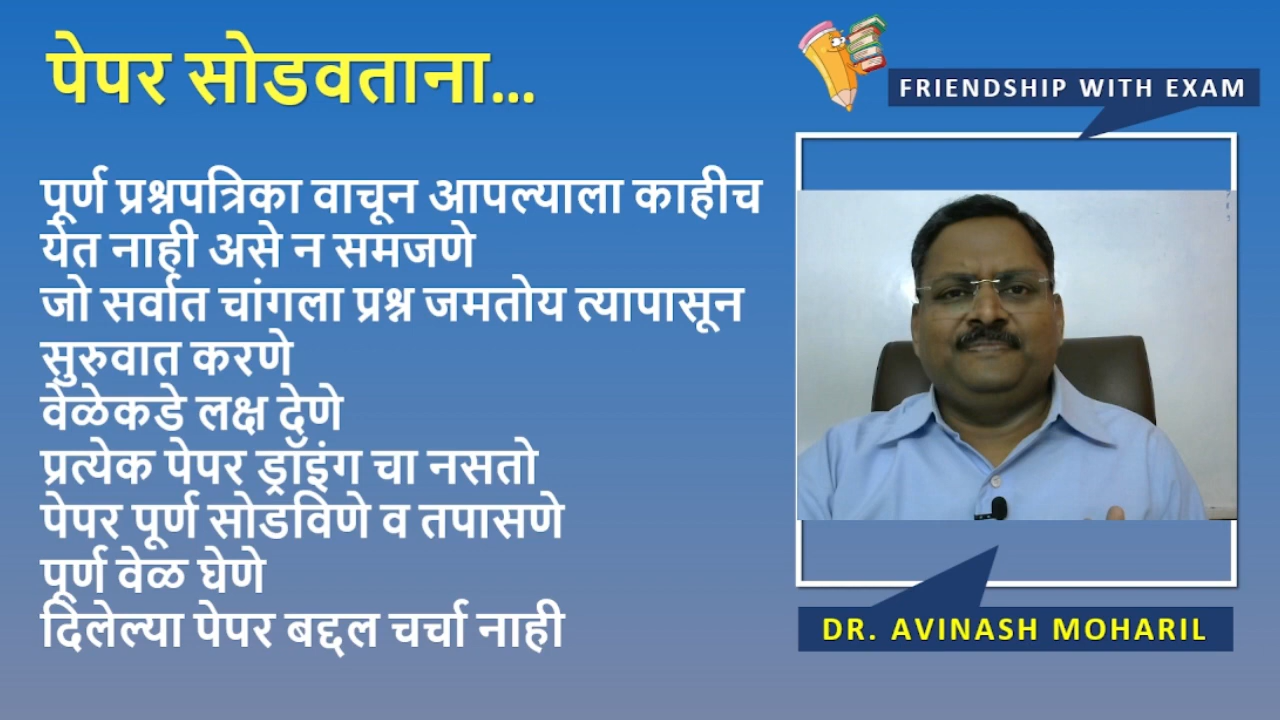 पेपर सोडवताना...
FRIENDSHIP WITH EXAM
पूर्ण प्रश्नपत्रिका वाचून आपल्याला काहीच
येत नाही असे न समजणे
जो सर्वात चांगला प्रश्न जमतोय त्यापासून
सुरुवात करणे
वेळेकडे लक्ष देणे
प्रत्येक पेपर ड्रॉइंग चा नसतो
पेपर पूर्ण सोडविणे व तपासणे
पूर्ण वेळ घेणे
दिलेल्या पेपर बद्दल चर्चा नाही
DR. AVINASH MOHARIL